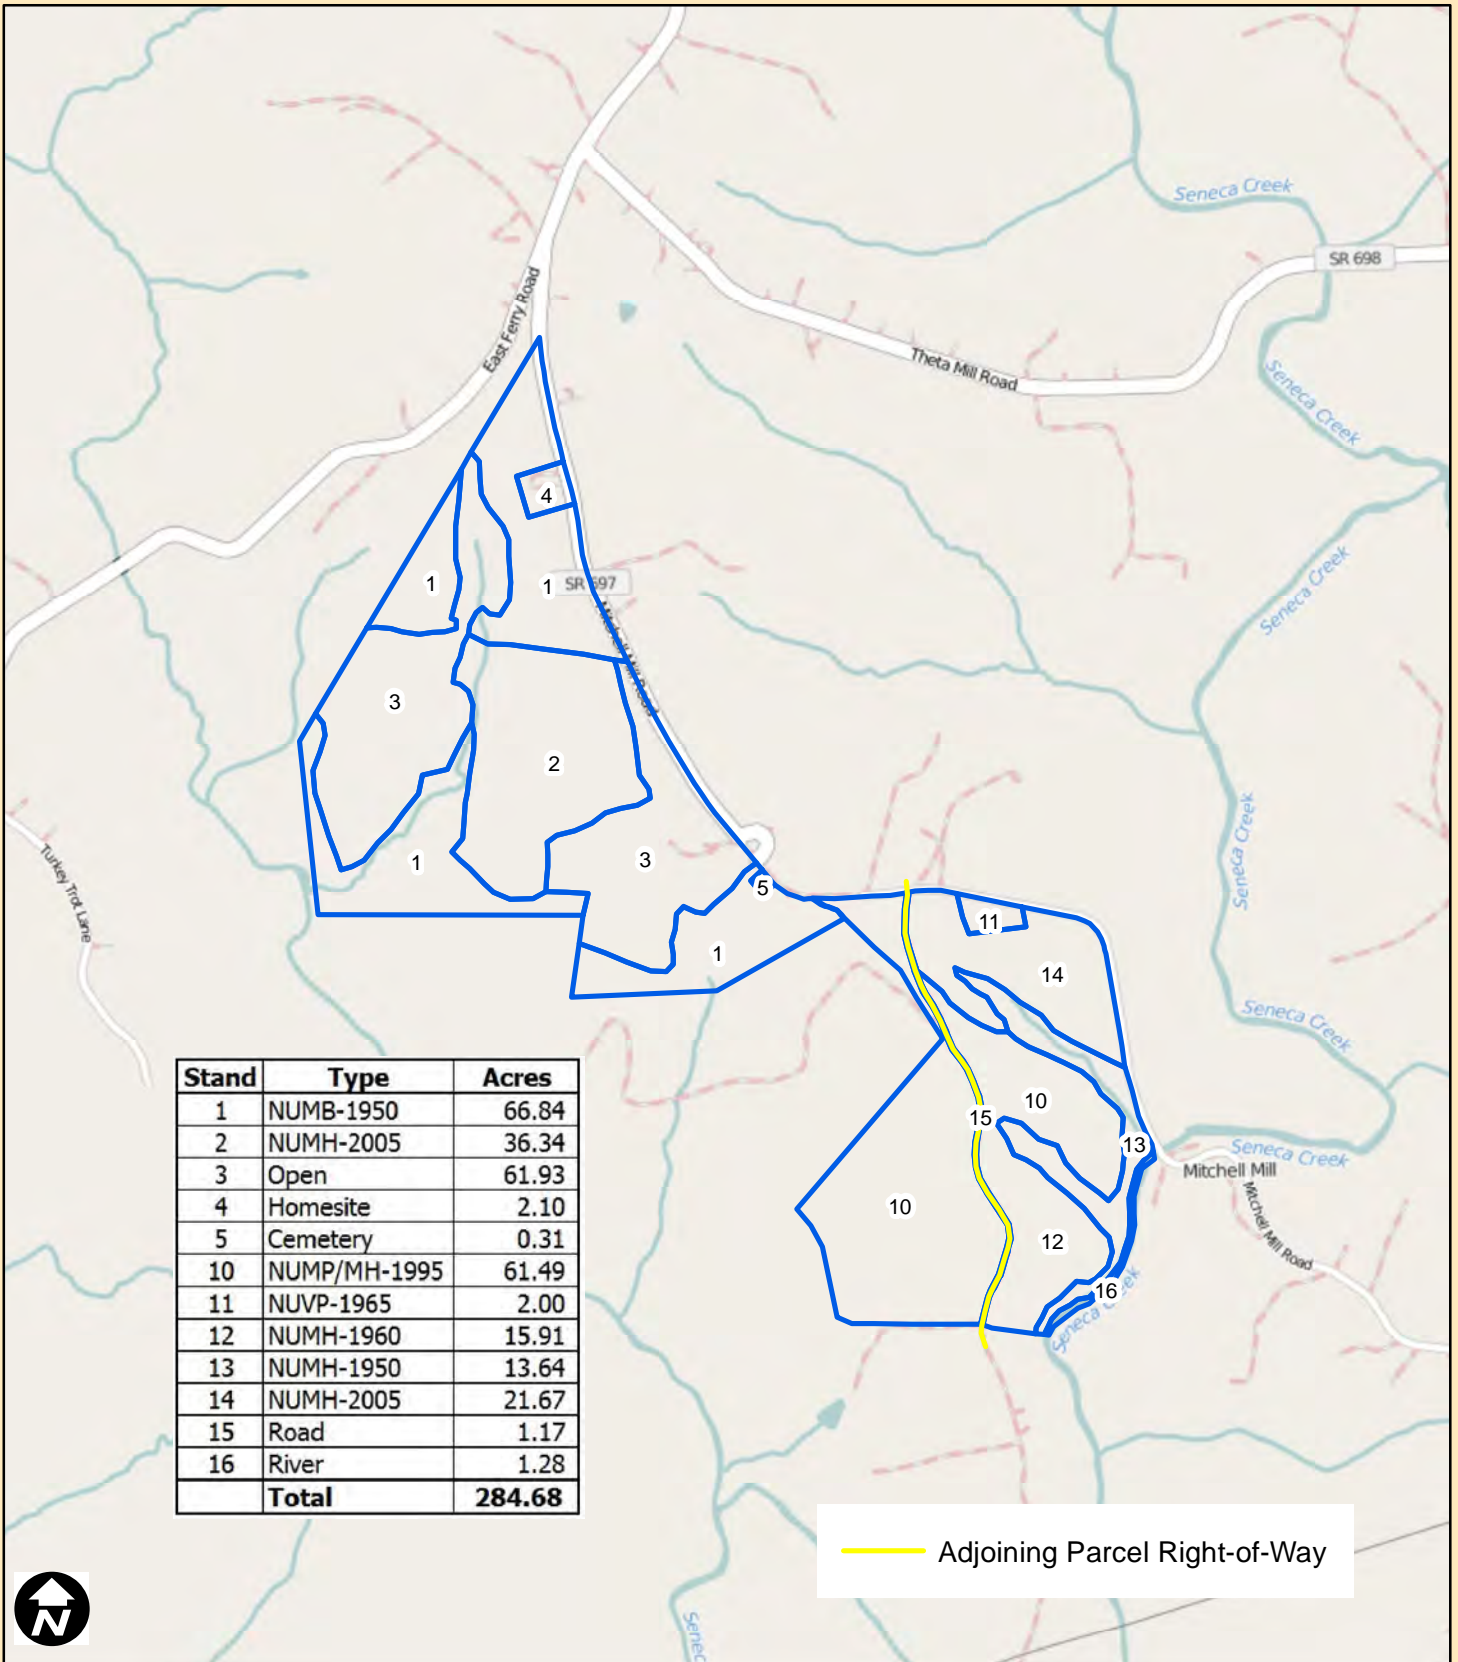 Seneca Creek
SR 698
East Ferry Road
Theta Mill Road
Seneca Creek
4
1
1
SR 697
Seneca Creek
Mitchell Mill Road
3
2
Seneca Creek
Turkey Trot Lane
3
1
5
11
1
14
Seneca Creek
10
15
13
Seneca Creek
Mitchell Mill
10
Mitchell Mill Road
12
16
Seneca Creek
Stand Type Acres
1 NUMB-1950 66.84
2 NUMH-2005 36.34
3 Open 61.93
4 Homesite 2.10
5 Cemetery 0.31
10 NUMP/MH-1995 61.49
11 NUVP-1965 2.00
12 NUMH-1960 15.91
13 NUMH-1950 13.64
14 NUMH-2005 21.67
15 Road 1.17
16 River 1.28
Total 284.68
Adjoining Parcel Right-of-Way
N
Senec